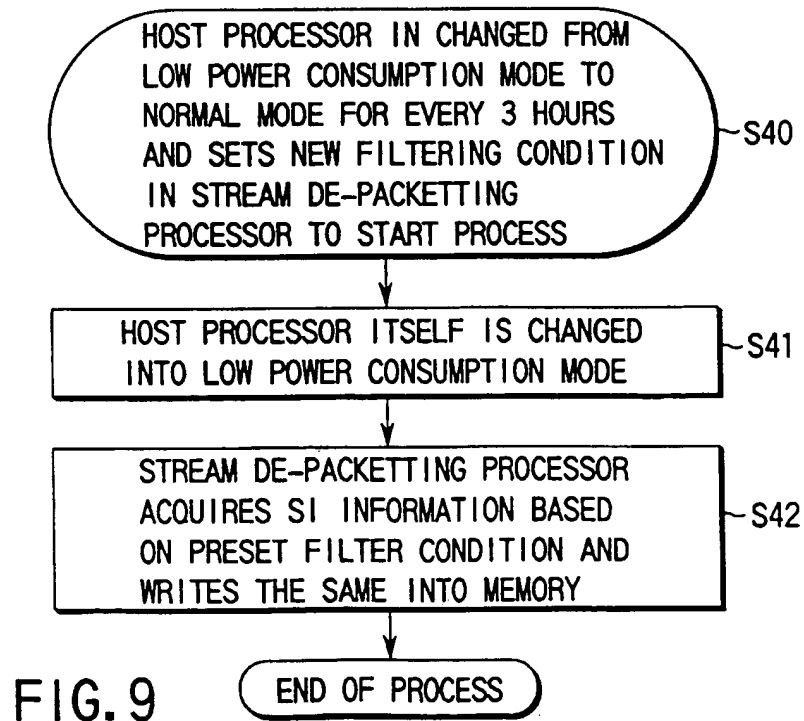 HOST PROCESSOR IN CHANGED FROM
LOW POWER CONSUMPTION MODE TO
NORMAL MODE FOR EVERY 3 HOURS
AND SETS NEW FILTERING CONDITION
IN STREAM DE-PACKETTING
PROCESSOR TO START PROCESS
S40
HOST PROCESSOR ITSELF IS CHANGED
INTO LOW POWER CONSUMPTION MODE
S41
STREAM DE-PACKETTING PROCESSOR
ACQUIRES SI INFORMATION BASED
ON PRESET FILTER CONDITION AND
WRITES THE SAME INTO MEMORY
S42
END OF PROCESS
FIG. 9